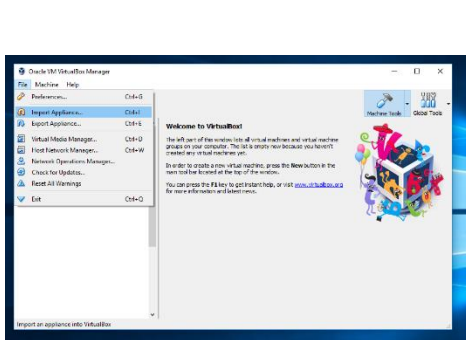 Oracle VM VirtualBox Manager
File Machine Help
Preferences... Ctrl+G
Import Appliance... Ctrl+I
Export Appliance... Ctrl+E
Virtual Media Manager... Ctrl+D
Host Network Manager... Ctrl+W
Network Operations Manager...
Check for Updates...
Reset All Warnings
Exit Ctrl+Q
Machine Tools
Global Tools
Welcome to VirtualBox!
The left part of this window lists all virtual machines and virtual machine
groups on your computer. The list is empty now because you haven't
created any virtual machines yet.
In order to create a new virtual machine, press the New button in the
main tool bar located at the top of the window.
You can press the F1 key to get instant help, or visit www.virtualbox.org
for more information and latest news.
Import an appliance into VirtualBox